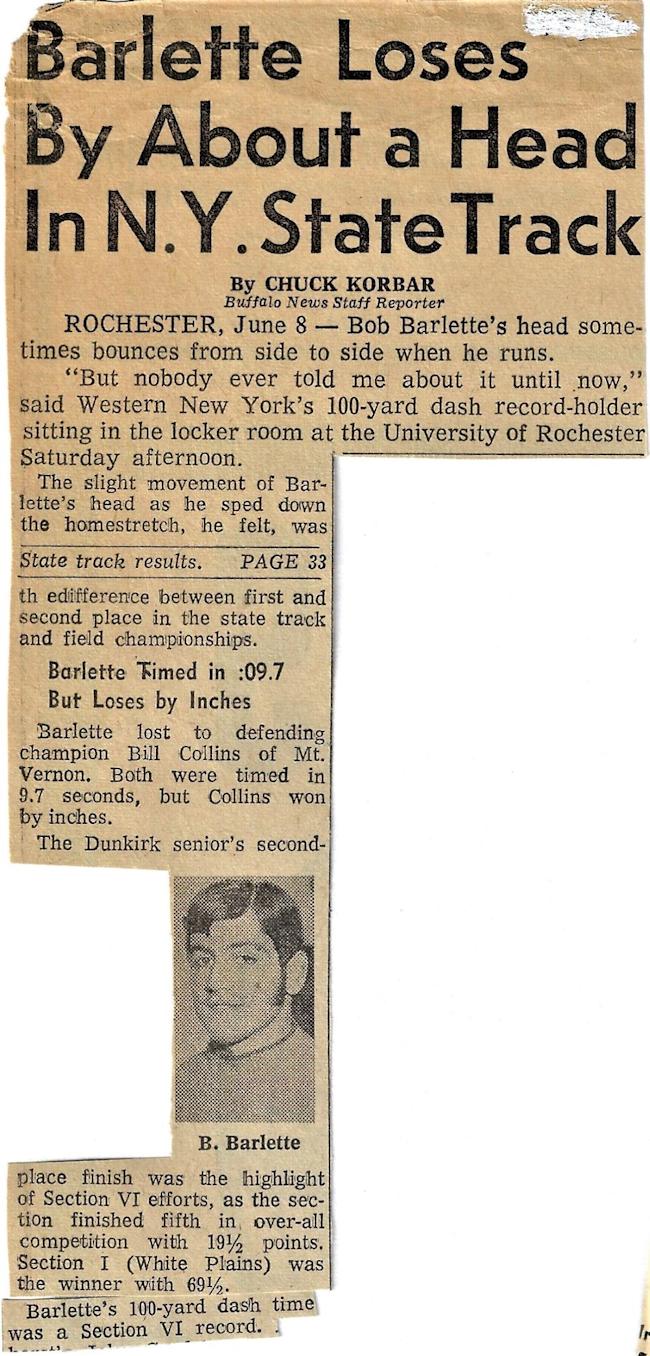 Barlette Loses
By About a Head
In N.Y. State Track
By CHUCK KORBAR
Buffalo News Staff Reporter
ROCHESTER, June 8 — Bob Barlette's head some-
times bounces from side to side when he runs.
"But nobody ever told me about it until now,"
said Western New York's 100-yard dash record-holder
sitting in the locker room at the University of Rochester
Saturday afternoon.
The slight movement of Bar-
lette's head as he sped down
the homestretch, he felt, was
State track results. PAGE 33
th edifference between first and
second place in the state track
and field championships.
Barlette Timed in :09.7
But Loses by Inches
Barlette lost to defending
champion Bill Collins of Mt.
Vernon. Both were timed in
9.7 seconds, but Collins won
by inches.
The Dunkirk senior's second-
B. Barlette
place finish was the highlight
of Section VI efforts, as the sec-
tion finished fifth in over-all
competition with 19½ points.
Section I (White Plains) was
the winner with 69½.
Barlette's 100-yard dash time
was a Section VI record.